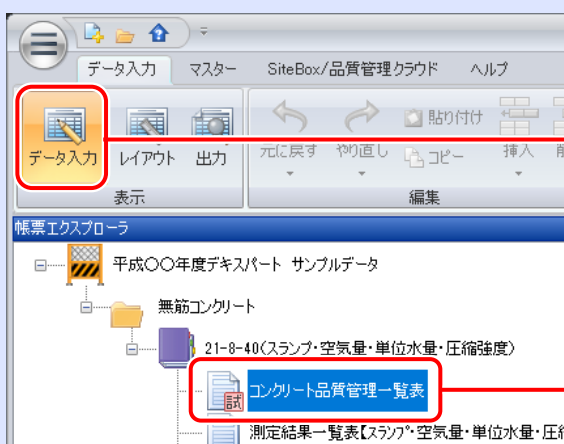 データ入力 マスター SiteBox/品質管理クラウド ヘルプ
データ入力 レイアウト 出力 元に戻す やり直し 貼り付け コピー 挿入
表示 編集
帳票エクスプローラ
平成〇〇年度デキスパート サンプルデータ
無筋コンクリート
21-8-40(スランプ・空気量・単位水量・圧縮強度)
試 コンクリート品質管理一覧表
測定結果一覧表【スランプ・空気量・単位水量・圧